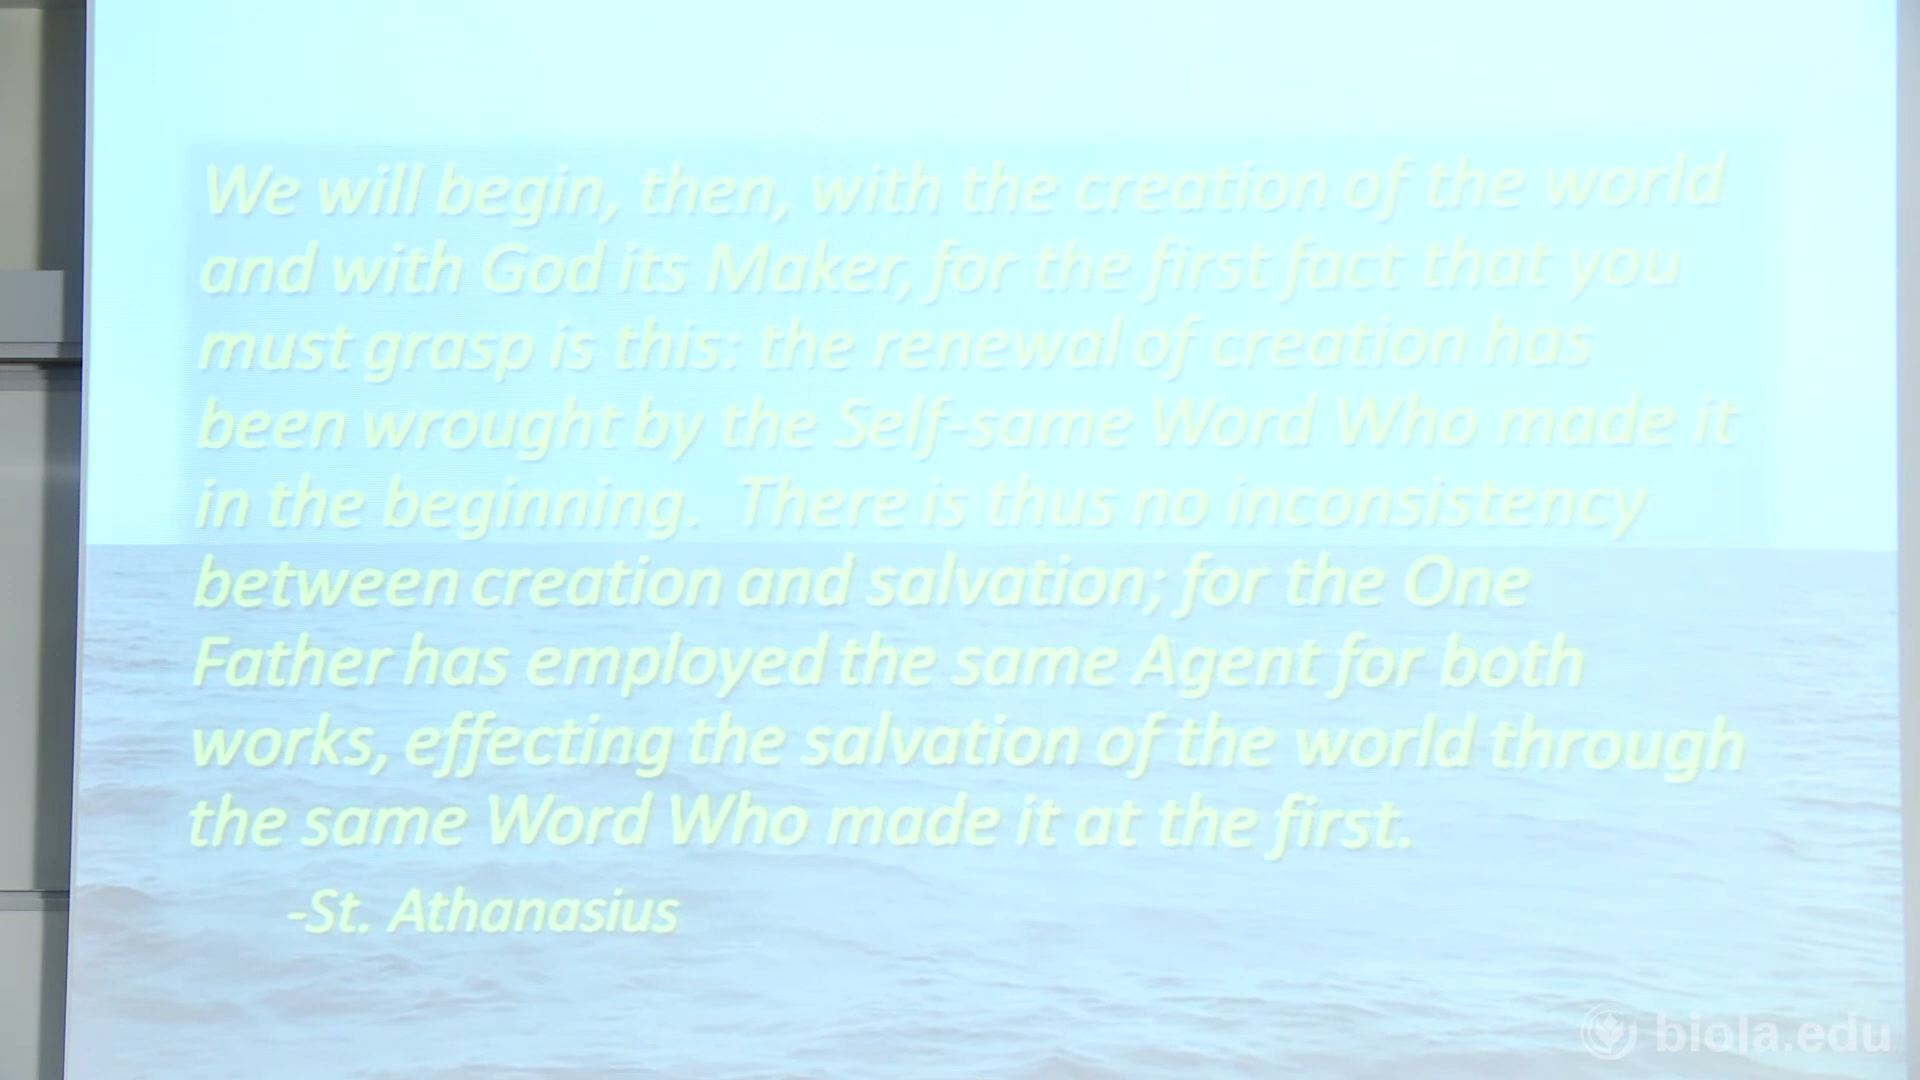 We will begin, then, with the creation of the world
and with God its Maker, for the first fact that you
must grasp is this: the renewal of creation has
been wrought by the Self-same Word Who made it
in the beginning. There is thus no inconsistency
between creation and salvation; for the One
Father has employed the same Agent for both
works, effecting the salvation of the world through
the same Word Who made it at the first.
-St. Athanasius
biola.edu